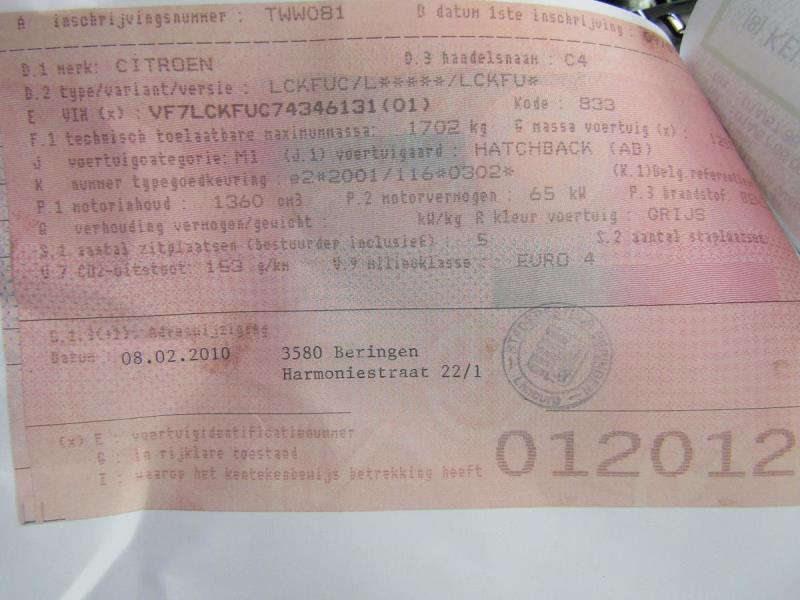 A inschrijvingsnummer : TWW081 B datum 1ste inschrijving :
D.1 merk: CITROEN D.3 handelsnaam : C4
D.2 type/variant/versie : LCKFUC/L*****/LCKFU*
E VIN (x) : VF7LCKFUC74346131(01) Kode : 833
F.1 technisch toelaatbare maximummassa: 1702 kg G massa voertuig (x) :
J voertuigcategorie: M1 (J.1) voertuigaard : HATCHBACK (AB)
K nummer typegoedkeuring : e2*2001/116*0302* (K.1)Belg.referentie
P.1 motorinhoud : 1360 cm3 P.2 motorvermogen : 65 kW P.3 brandstof.
Q verhouding vermogen/gewicht : kW/kg R kleur voertuig : GRIJS
S.1 aantal zitplaatsen (bestuurder inclusief) : 5 S.2 aantal staplaatsen
V.7 CO2-uitstoot: 153 g/km V.9 milieuklasse : EURO 4
Adreswijziging
Datum : 08.02.2010 3580 Beringen
Harmoniestraat 22/1
(x) E : voertuigidentificatienummer
G : in rijklare toestand
I : waarop het kentekenbewijs betrekking heeft
012012